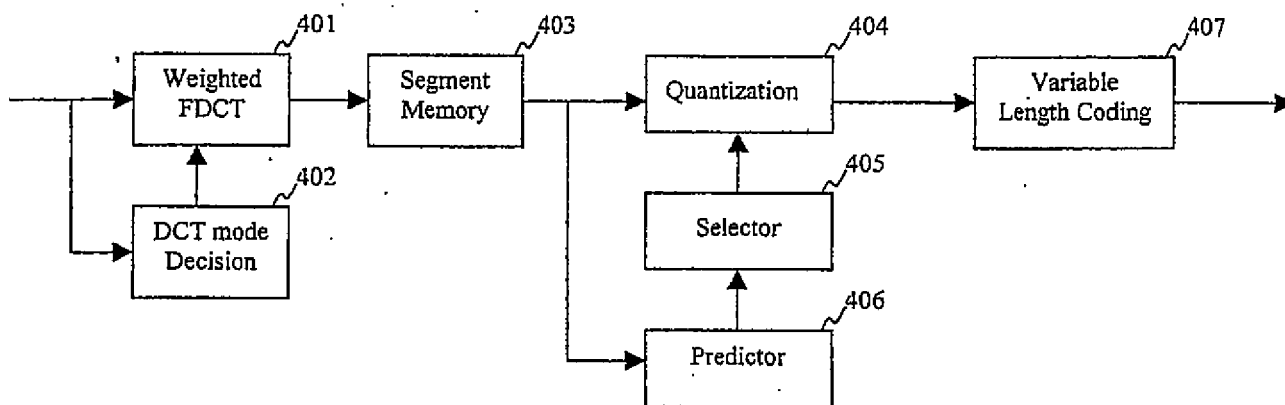 401
403
404
407
Weighted
FDCT
Segment
Memory
Quantization
Variable
Length Coding
402
405
DCT mode
Decision
Selector
406
Predictor